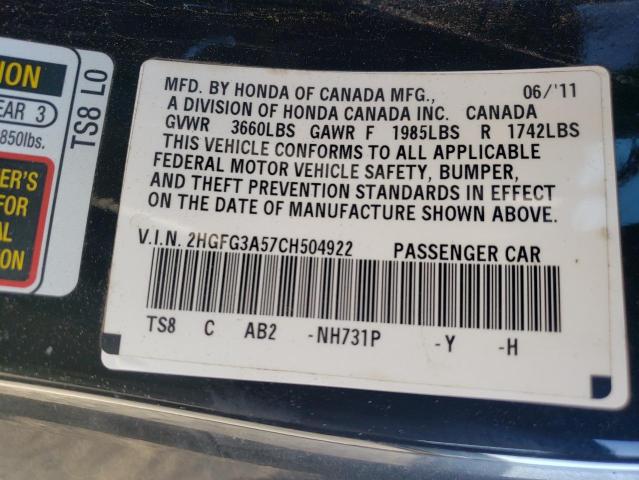 ION
EAR 3
850lbs.
ER'S
FOR
AL
ION
TS8 L0
MFD. BY HONDA OF CANADA MFG., 06/'11
A DIVISION OF HONDA CANADA INC. CANADA
GVWR 3660LBS GAWR F 1985LBS R 1742LBS
THIS VEHICLE CONFORMS TO ALL APPLICABLE
FEDERAL MOTOR VEHICLE SAFETY, BUMPER,
AND THEFT PREVENTION STANDARDS IN EFFECT
ON THE DATE OF MANUFACTURE SHOWN ABOVE.
V.I.N. 2HGFG3A57CH504922 PASSENGER CAR
TS8 C AB2 -NH731P -Y -H